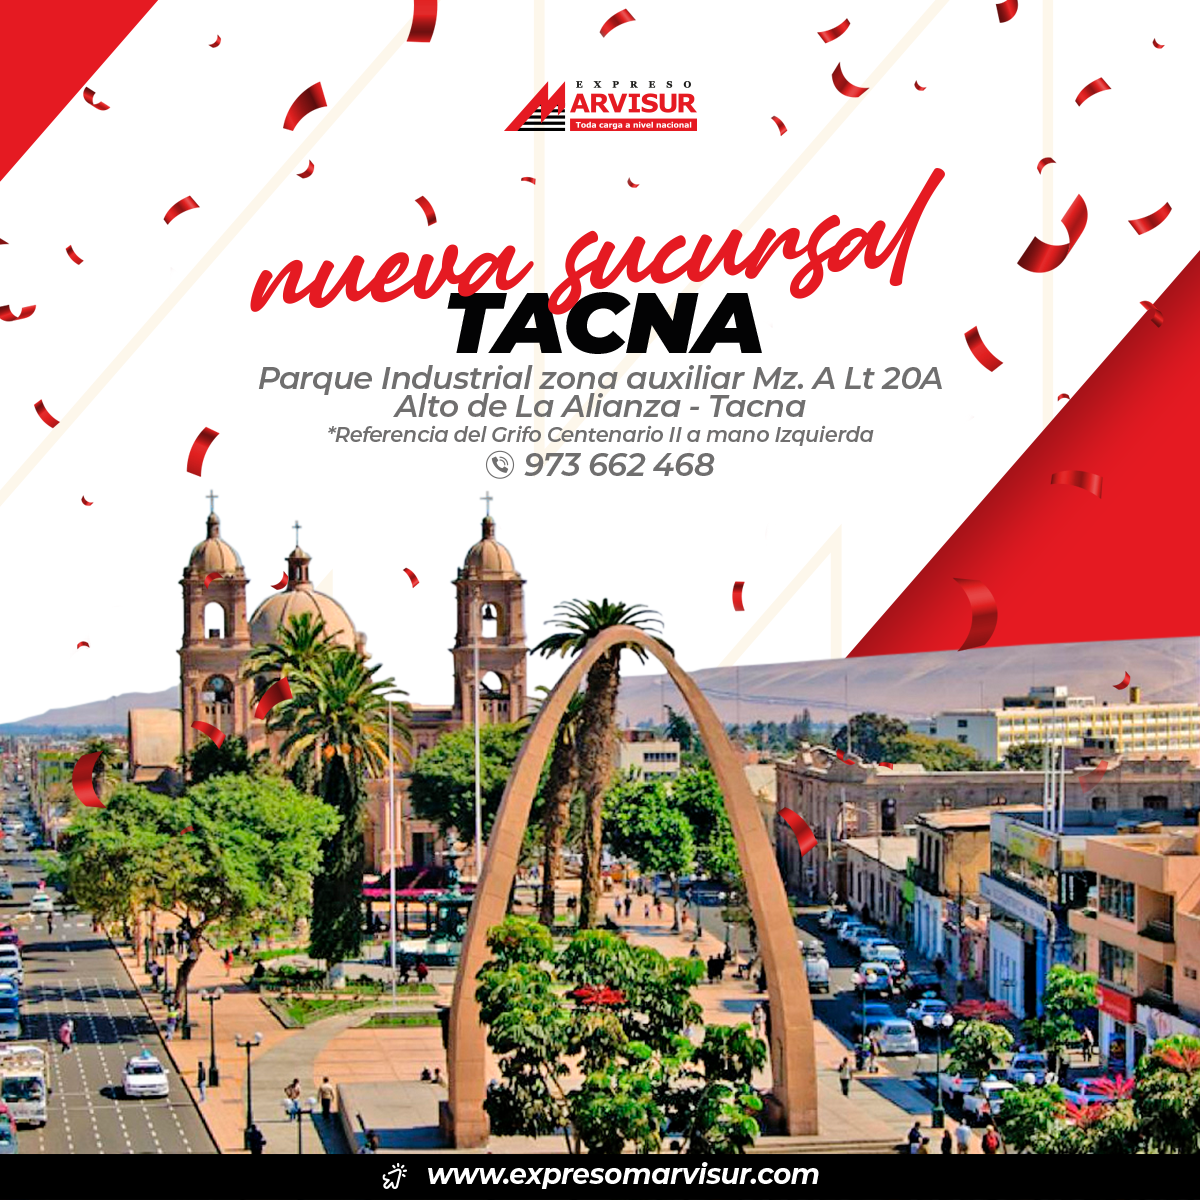 EXPRESO
MARVISUR
Toda carga a nivel nacional
nueva sucursal
TACNA
Parque Industrial zona auxiliar Mz. A Lt 20A
Alto de La Alianza - Tacna
*Referencia del Grifo Centenario II a mano Izquierda
973 662 468
www.expresomarvisur.com